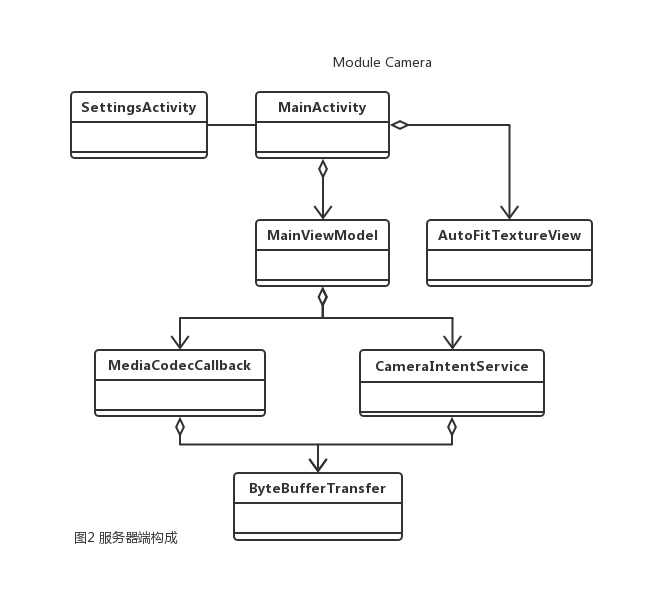 Module Camera
SettingsActivity
MainActivity
MainViewModel
AutoFitTextureView
MediaCodecCallback
CameraIntentService
ByteBufferTransfer
图2 服务器端构成